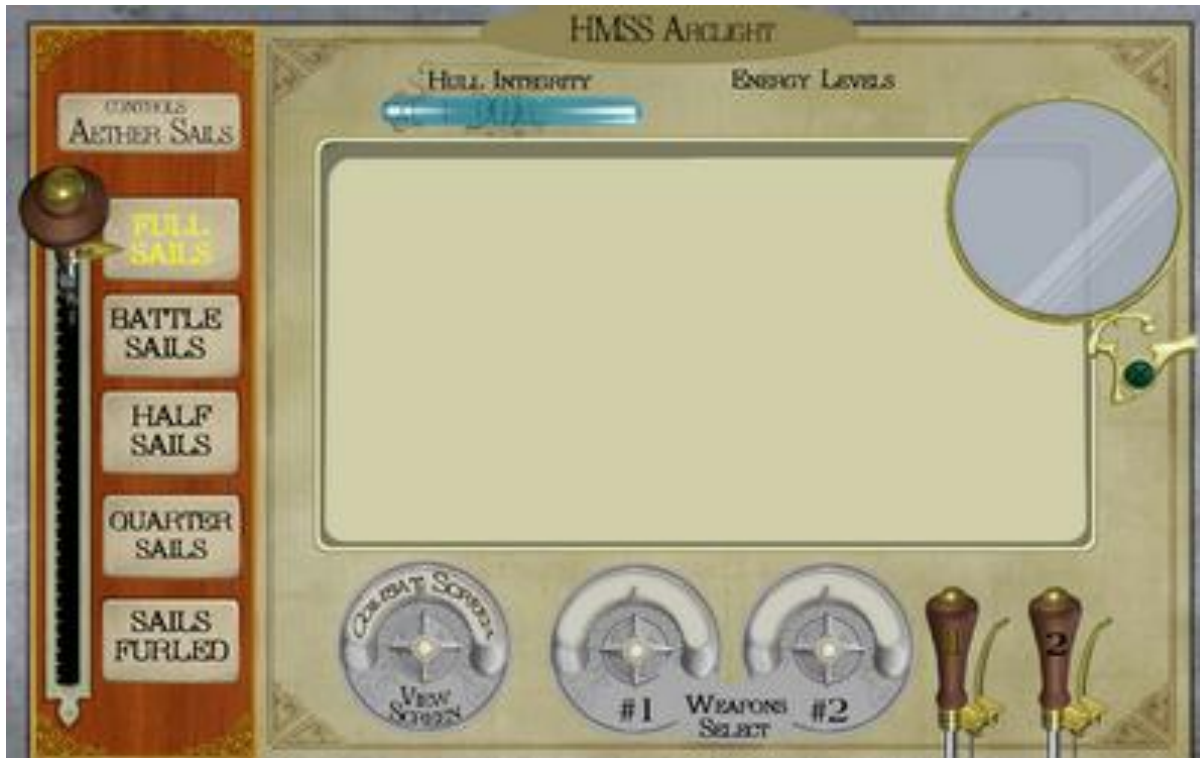 HMSS ARCLIGHT
HULL INTEGRITY
ENERGY LEVELS
CONTROLS
AETHER SAILS
FULL
SAILS
BATTLE
SAILS
HALF
SAILS
QUARTER
SAILS
SAILS
FURLED
COMBAT SCREEN
VIEW
SCREEN
#1
WEAPONS
SELECT
#2
1
2